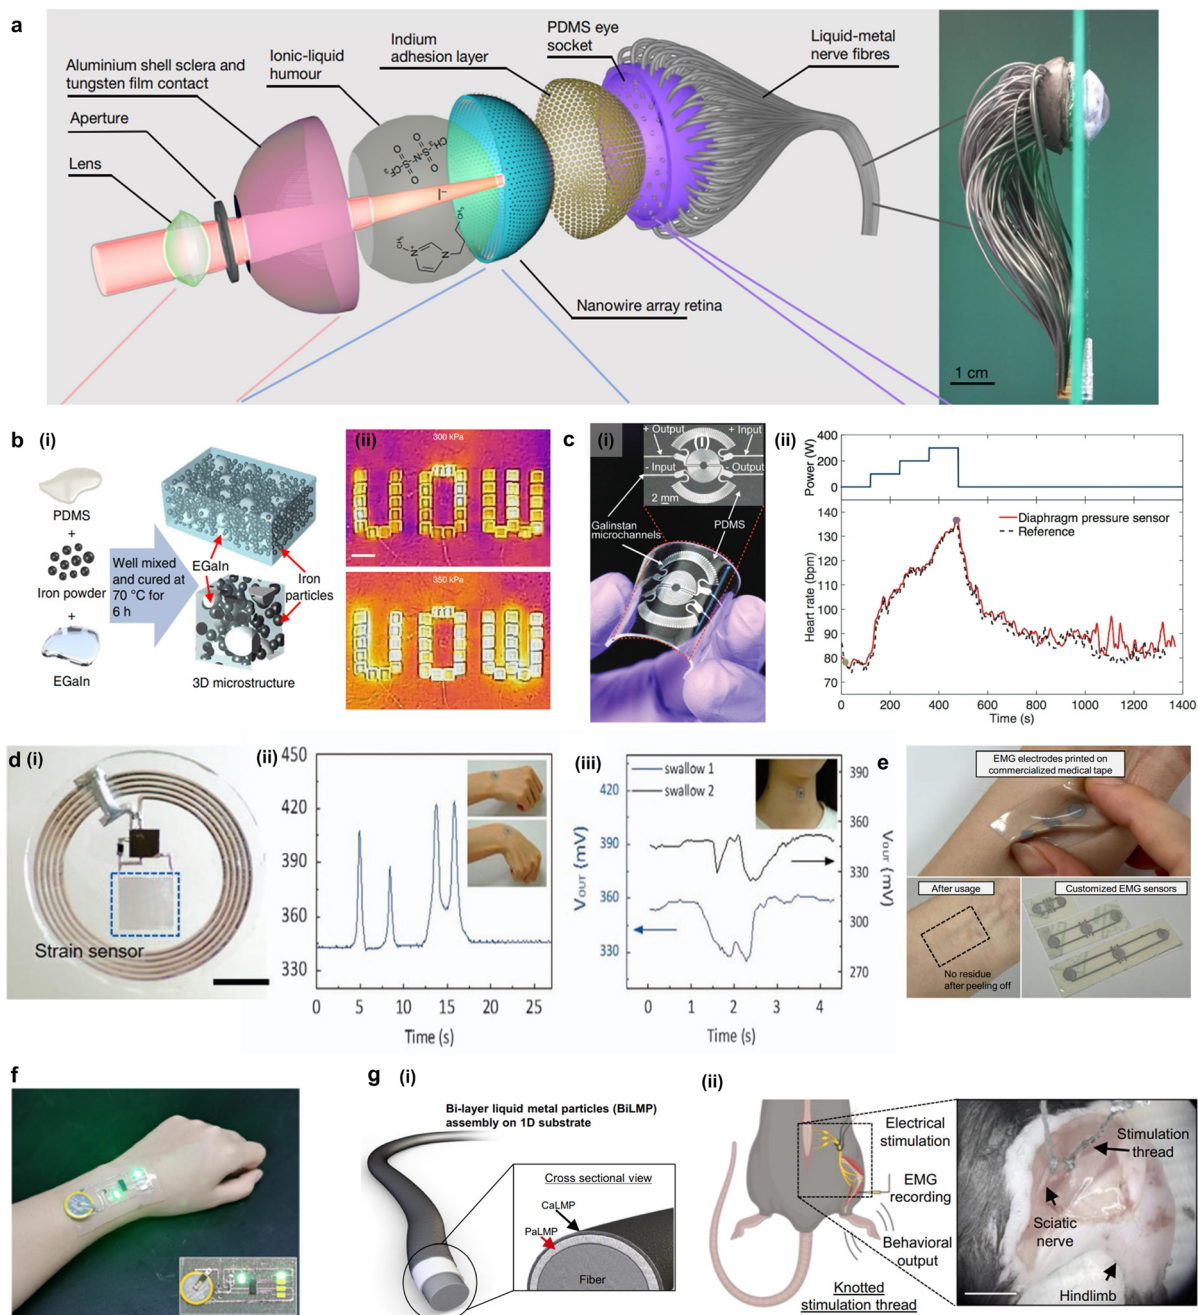 a
Aluminium shell sclera and
tungsten film contact
Aperture
Lens
Ionic-liquid
humour
Indium
adhesion layer
PDMS eye
socket
Liquid-metal
nerve fibres
Nanowire array retina
1 cm
b (i)
PDMS
+
Iron powder
+
EGaIn
Well mixed
and cured at
70 °C for
6 h
EGaIn
Iron
particles
3D microstructure
(ii)
300 kPa
350 kPa
c (i)
+ Output
+ Input
- Input
- Output
2 mm
Galinstan
microchannels
PDMS
(ii)
Power (W)
400
200
0
Heart rate (bpm)
140
130
120
110
100
90
80
70
Diaphragm pressure sensor
Reference
0 200 400 600 800 1000 1200 1400
Time (s)
d (i)
Strain sensor
(ii)
450
420
390
360
330
VOUT (mV)
0 5 10 15 20 25
Time (s)
(iii)
swallow 1
swallow 2
VOUT (mV)
420
390
360
330
390
360
330
300
270
VOUT (mV)
0 1 2 3 4
Time (s)
e
EMG electrodes printed on
commercialized medical tape
After usage
No residue
after peeling off
Customized EMG sensors
f
g (i)
Bi-layer liquid metal particles (BiLMP)
assembly on 1D substrate
Cross sectional view
CaLMP
PaLMP
Fiber
(ii)
Electrical
stimulation
EMG
recording
Behavioral
output
Knotted
stimulation thread
Stimulation
thread
Sciatic
nerve
Hindlimb